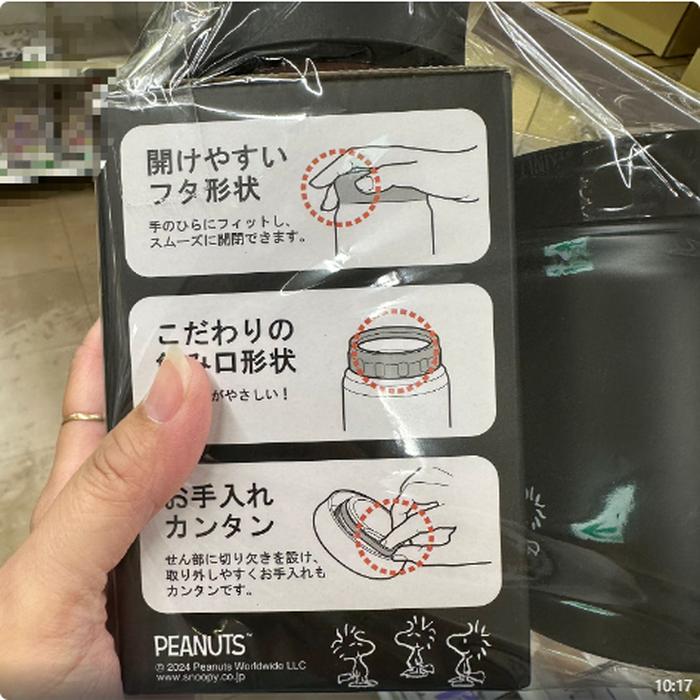 開けやすい
フタ形状
手のひらにフィットし、
スムーズに開閉できます。
こだわりの
み口形状
がやさしい！
お手入れ
カンタン
せん部に切り欠きを設け、
取り外しやすくお手入れも
カンタンです。
PEANUTS™
© 2024 Peanuts Worldwide LLC
www.snoopy.co.jp
10:17